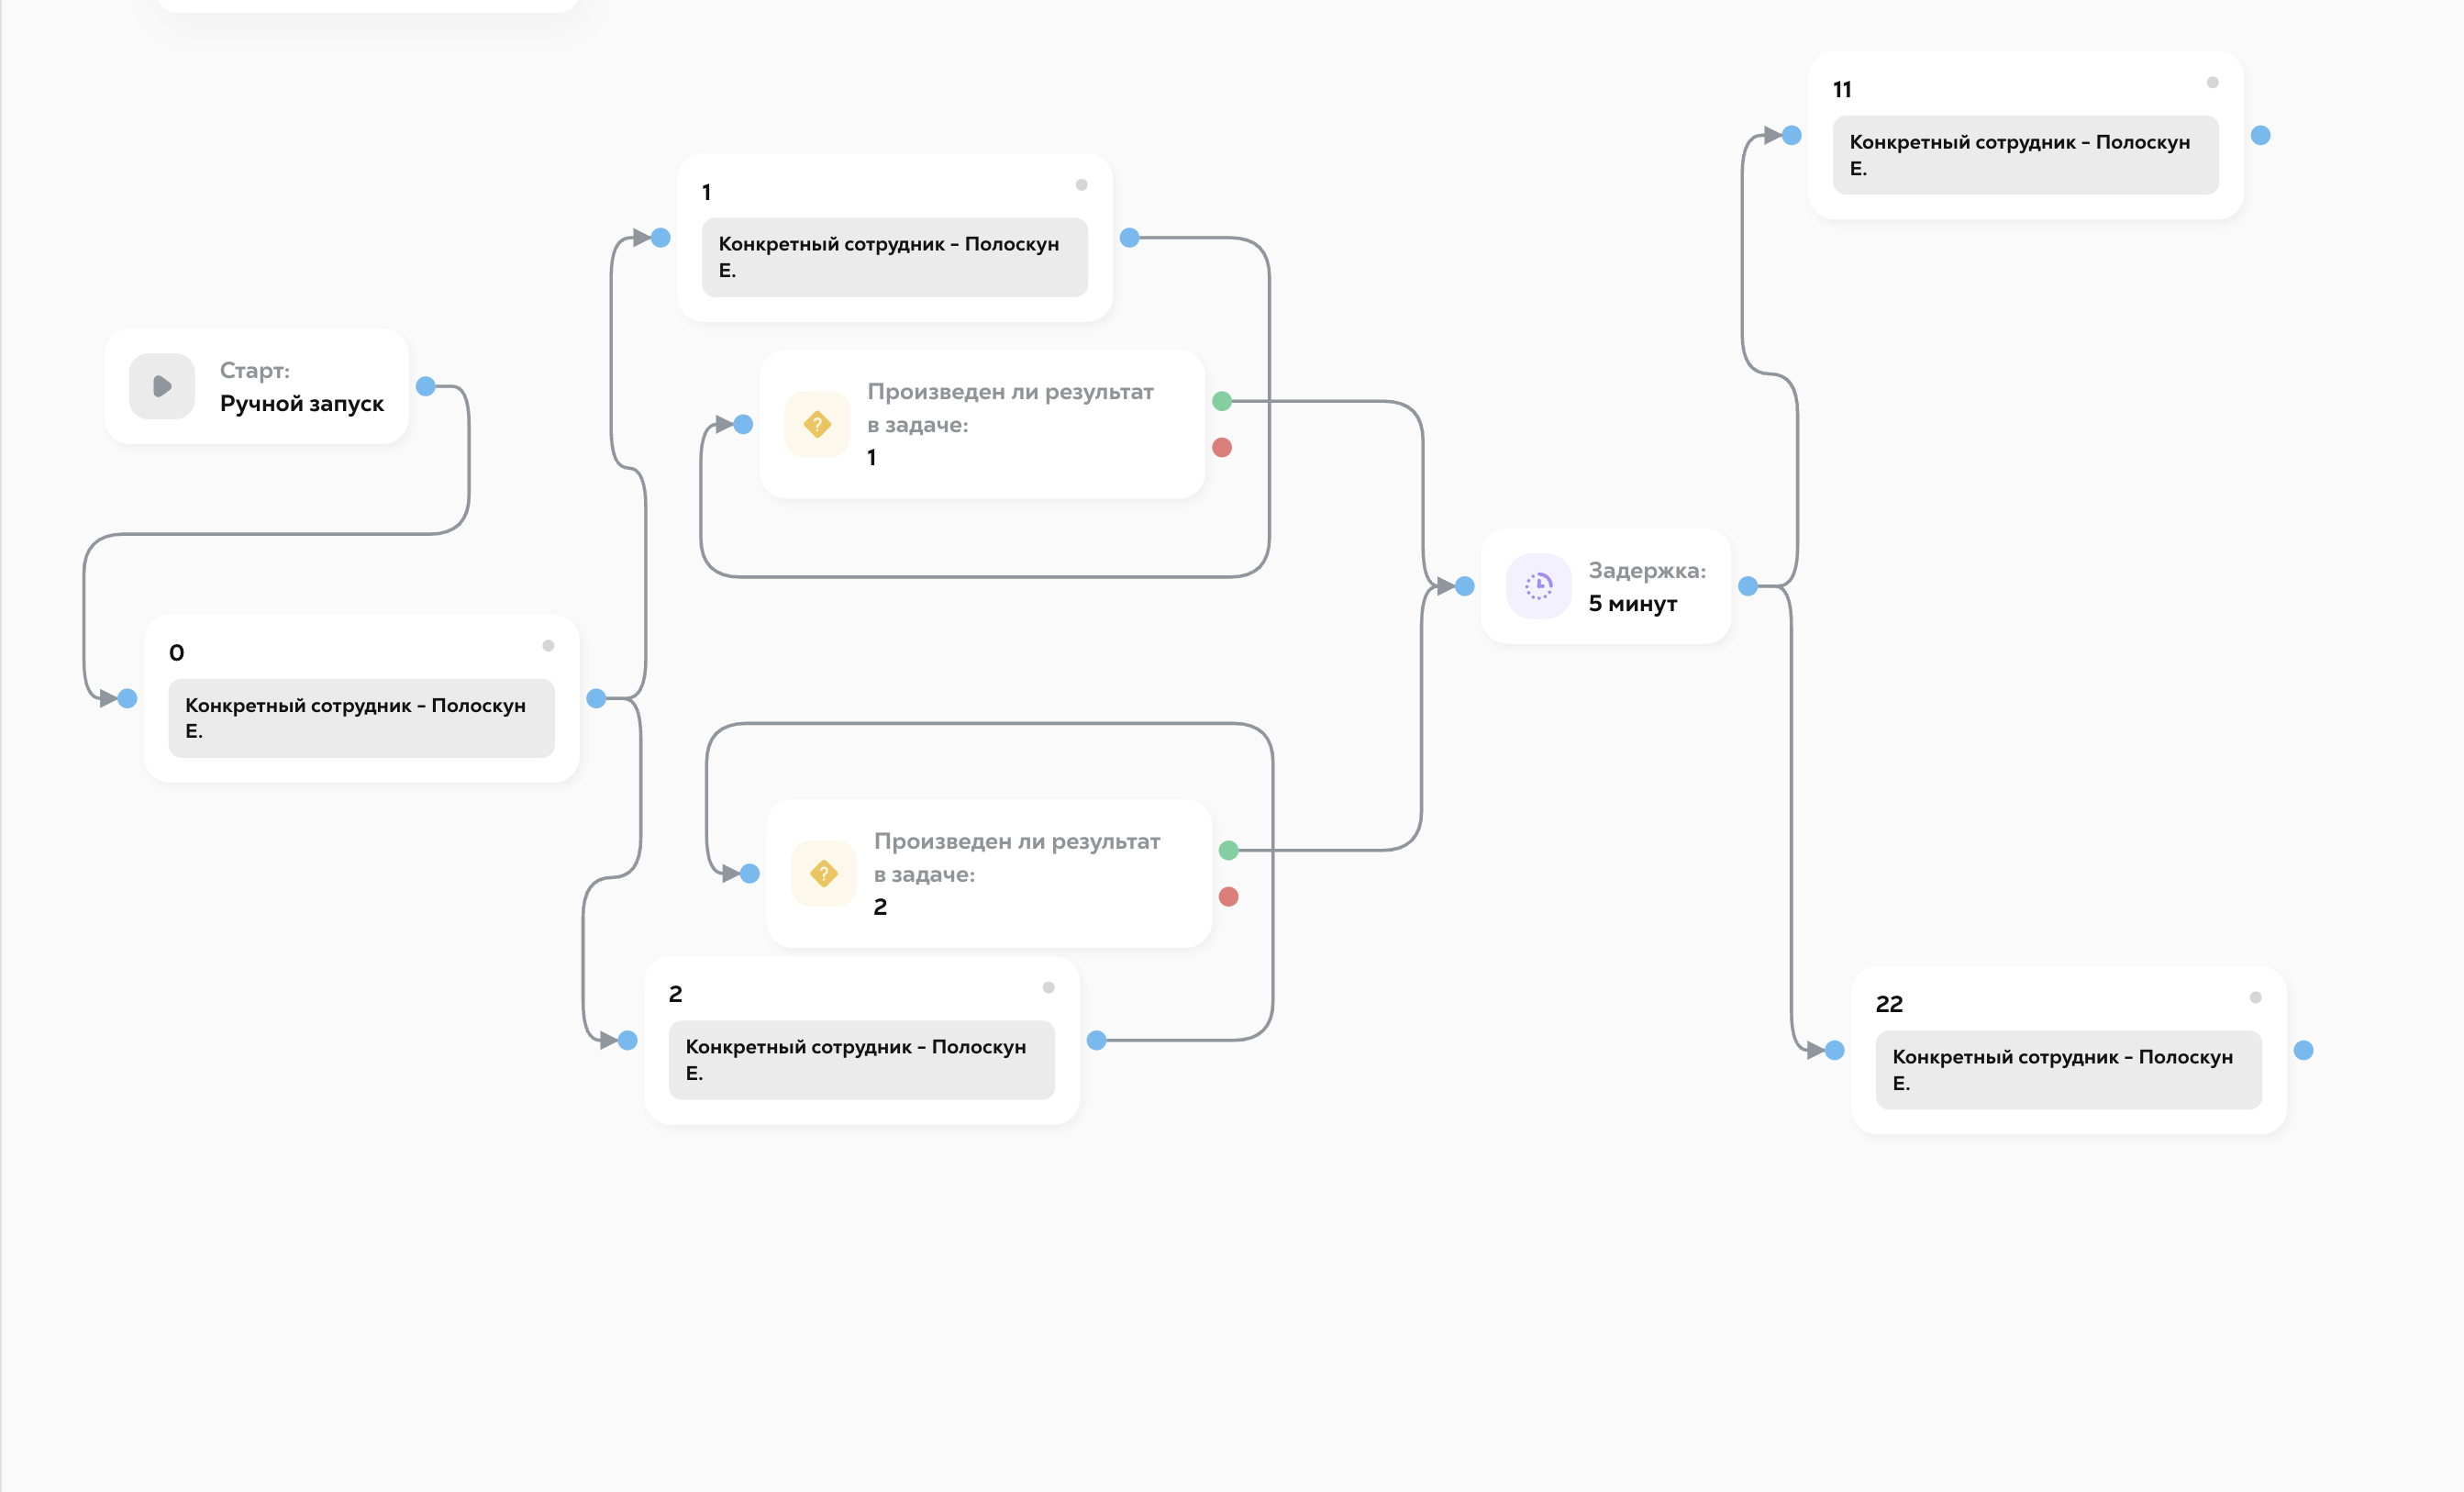 11
Конкретный сотрудник - Полоскун
Е.
1
Конкретный сотрудник - Полоскун
Е.
Старт:
Ручной запуск
Произведен ли результат
в задаче:
1
Задержка:
5 минут
0
Конкретный сотрудник - Полоскун
Е.
Произведен ли результат
в задаче:
2
2
Конкретный сотрудник - Полоскун
Е.
22
Конкретный сотрудник - Полоскун
Е.